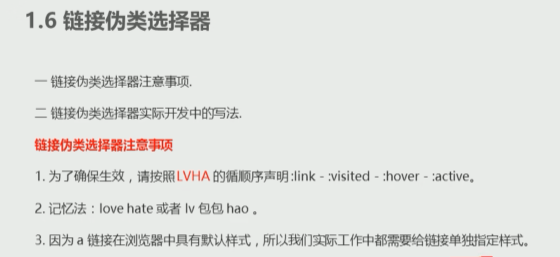 1.6 链接伪类选择器
一 链接伪类选择器注意事项.
二 链接伪类选择器实际开发中的写法.
链接伪类选择器注意事项
1. 为了确保生效，请按照LVHA 的循顺序声明 :link - :visited - :hover - :active。
2. 记忆法：love hate 或者 lv 包包 hao 。
3. 因为 a 链接在浏览器中具有默认样式，所以我们实际工作中都需要给链接单独指定样式。